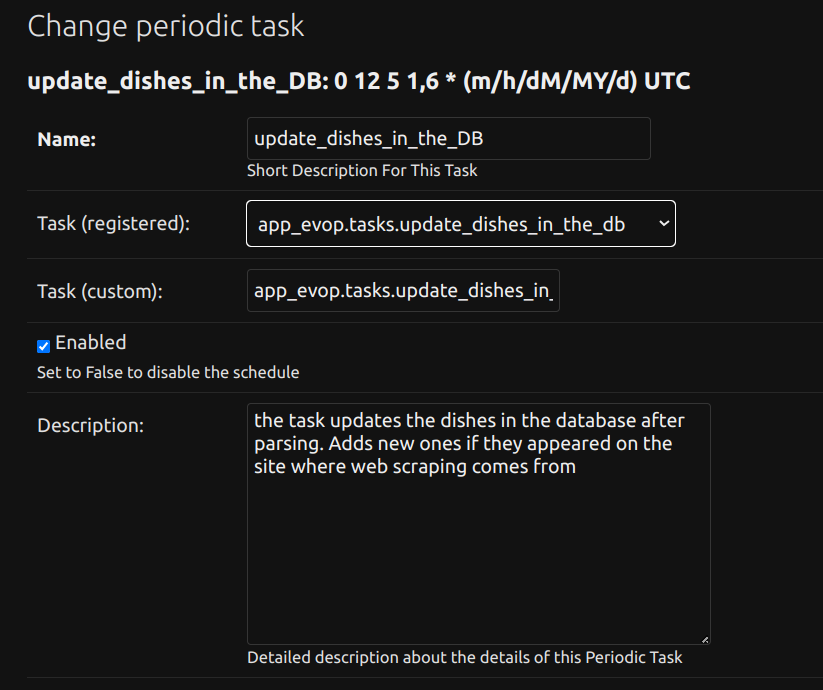 Change periodic task
update_dishes_in_the_DB: 0 12 5 1,6 * (m/h/dM/MY/d) UTC
Name:
update_dishes_in_the_DB
Short Description For This Task
Task (registered):
app_evop.tasks.update_dishes_in_the_db
Task (custom):
app_evop.tasks.update_dishes_in_
Enabled
Set to False to disable the schedule
Description:
the task updates the dishes in the database after
parsing. Adds new ones if they appeared on the
site where web scraping comes from
Detailed description about the details of this Periodic Task